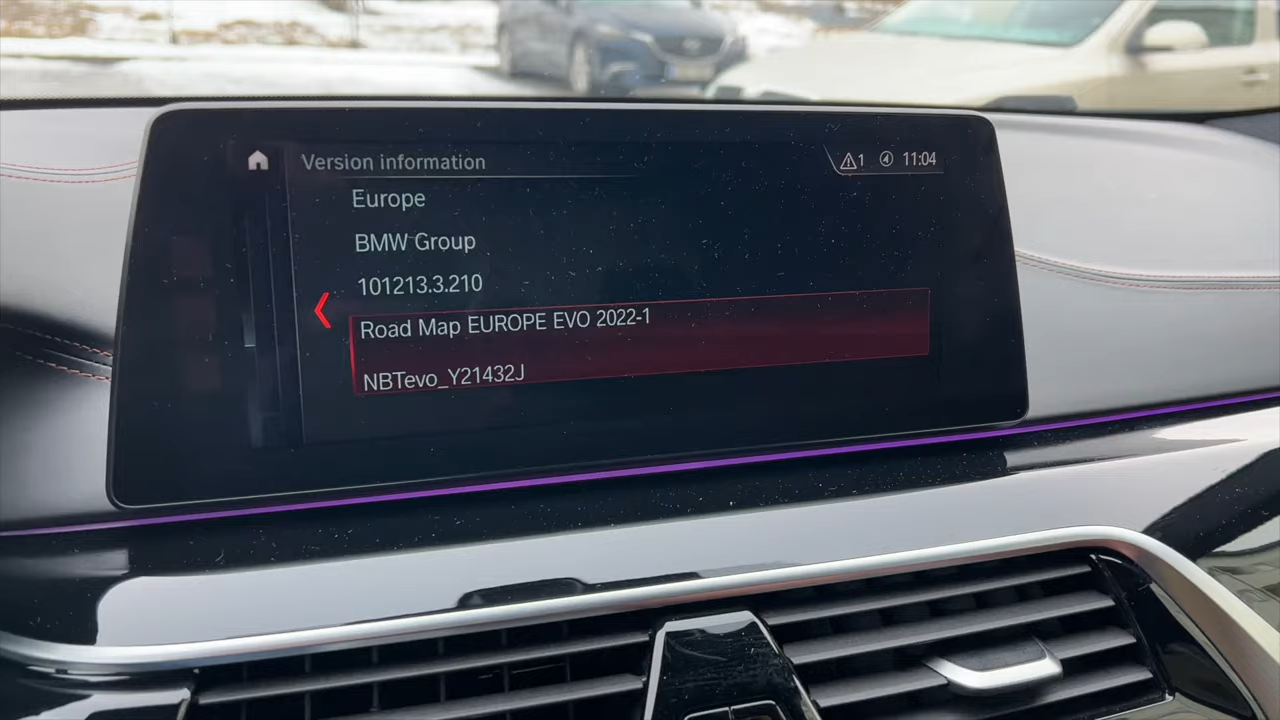 Version information
1
11:04
Europe
BMW Group
101213.3.210
Road Map EUROPE EVO 2022-1
NBTevo_Y21432J